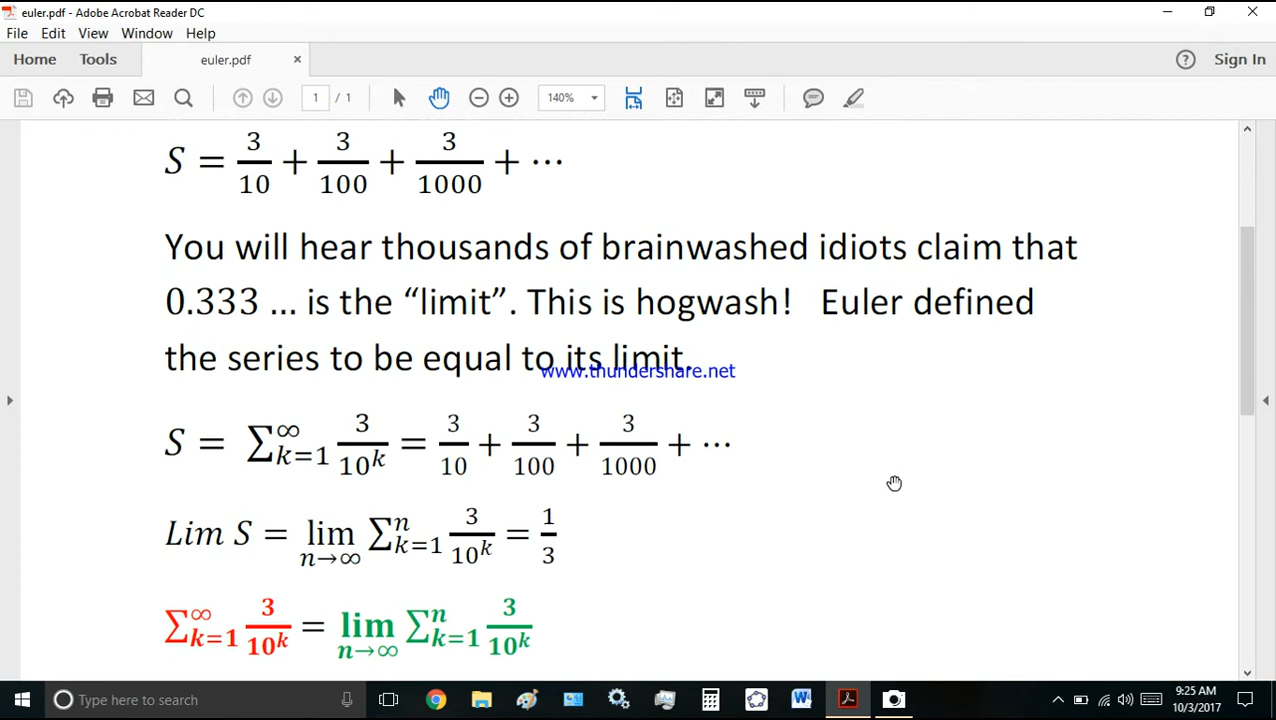 euler.pdf - Adobe Acrobat Reader DC
File Edit View Window Help
Home Tools euler.pdf × ? Sign In
1 / 1 140%
S = 3/10 + 3/100 + 3/1000 + ⋯
You will hear thousands of brainwashed idiots claim that
0.333 … is the “limit”. This is hogwash! Euler defined
the series to be equal to its limit.
www.thundershare.net
S = ∑_{k=1}^{∞} 3/10^k = 3/10 + 3/100 + 3/1000 + ⋯
Lim S = lim_{n→∞} ∑_{k=1}^{n} 3/10^k = 1/3
∑_{k=1}^{∞} 3/10^k = lim_{n→∞} ∑_{k=1}^{n} 3/10^k
Type here to search
9:25 AM
10/3/2017